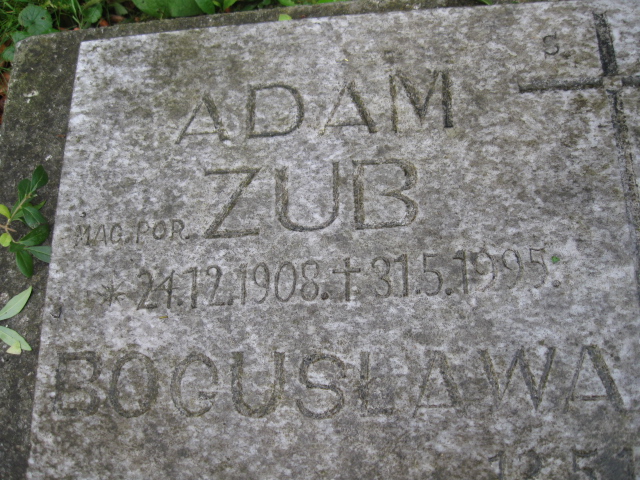 Ś.
ADAM
MAG. POR. ZUB
*24.12.1908. †31.5.1995.
BOGUSŁAWA